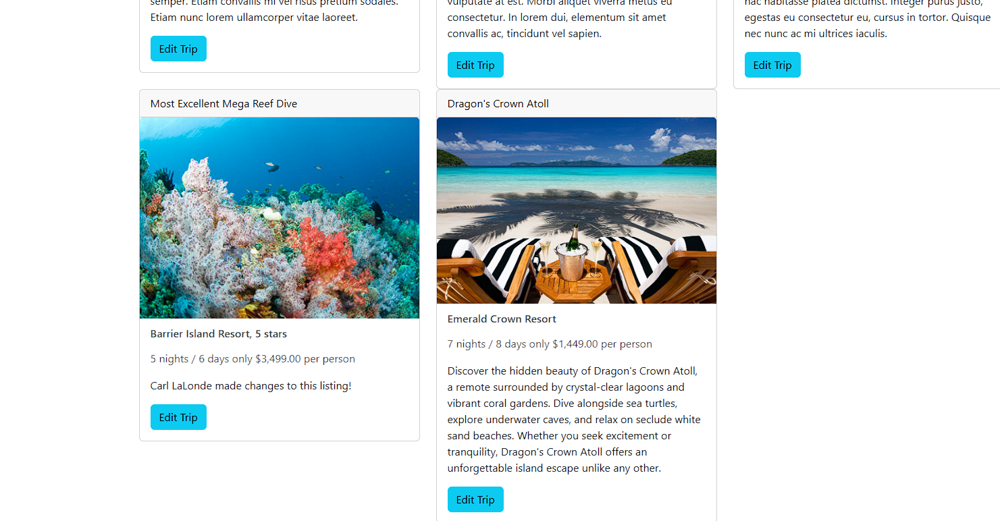 semper. Etiam convallis mi vel risus pretium sodales.
Etiam nunc lorem ullamcorper vitae laoreet.
Edit Trip
vulputate at est. Morbi aliquet viverra metus eu
consectetur. In lorem dui, elementum sit amet
convallis ac, tincidunt vel sapien.
Edit Trip
hac habitasse platea dictumst. Integer purus justo,
egestas eu consectetur eu, cursus in tortor. Quisque
nec nunc ac mi ultrices iaculis.
Edit Trip
Most Excellent Mega Reef Dive
Barrier Island Resort, 5 stars
5 nights / 6 days only $3,499.00 per person
Carl LaLonde made changes to this listing!
Edit Trip
Dragon's Crown Atoll
Emerald Crown Resort
7 nights / 8 days only $1,449.00 per person
Discover the hidden beauty of Dragon's Crown Atoll,
a remote surrounded by crystal-clear lagoons and
vibrant coral gardens. Dive alongside sea turtles,
explore underwater caves, and relax on seclude white
sand beaches. Whether you seek excitement or
tranquility, Dragon's Crown Atoll offers an
unforgettable island escape unlike any other.
Edit Trip